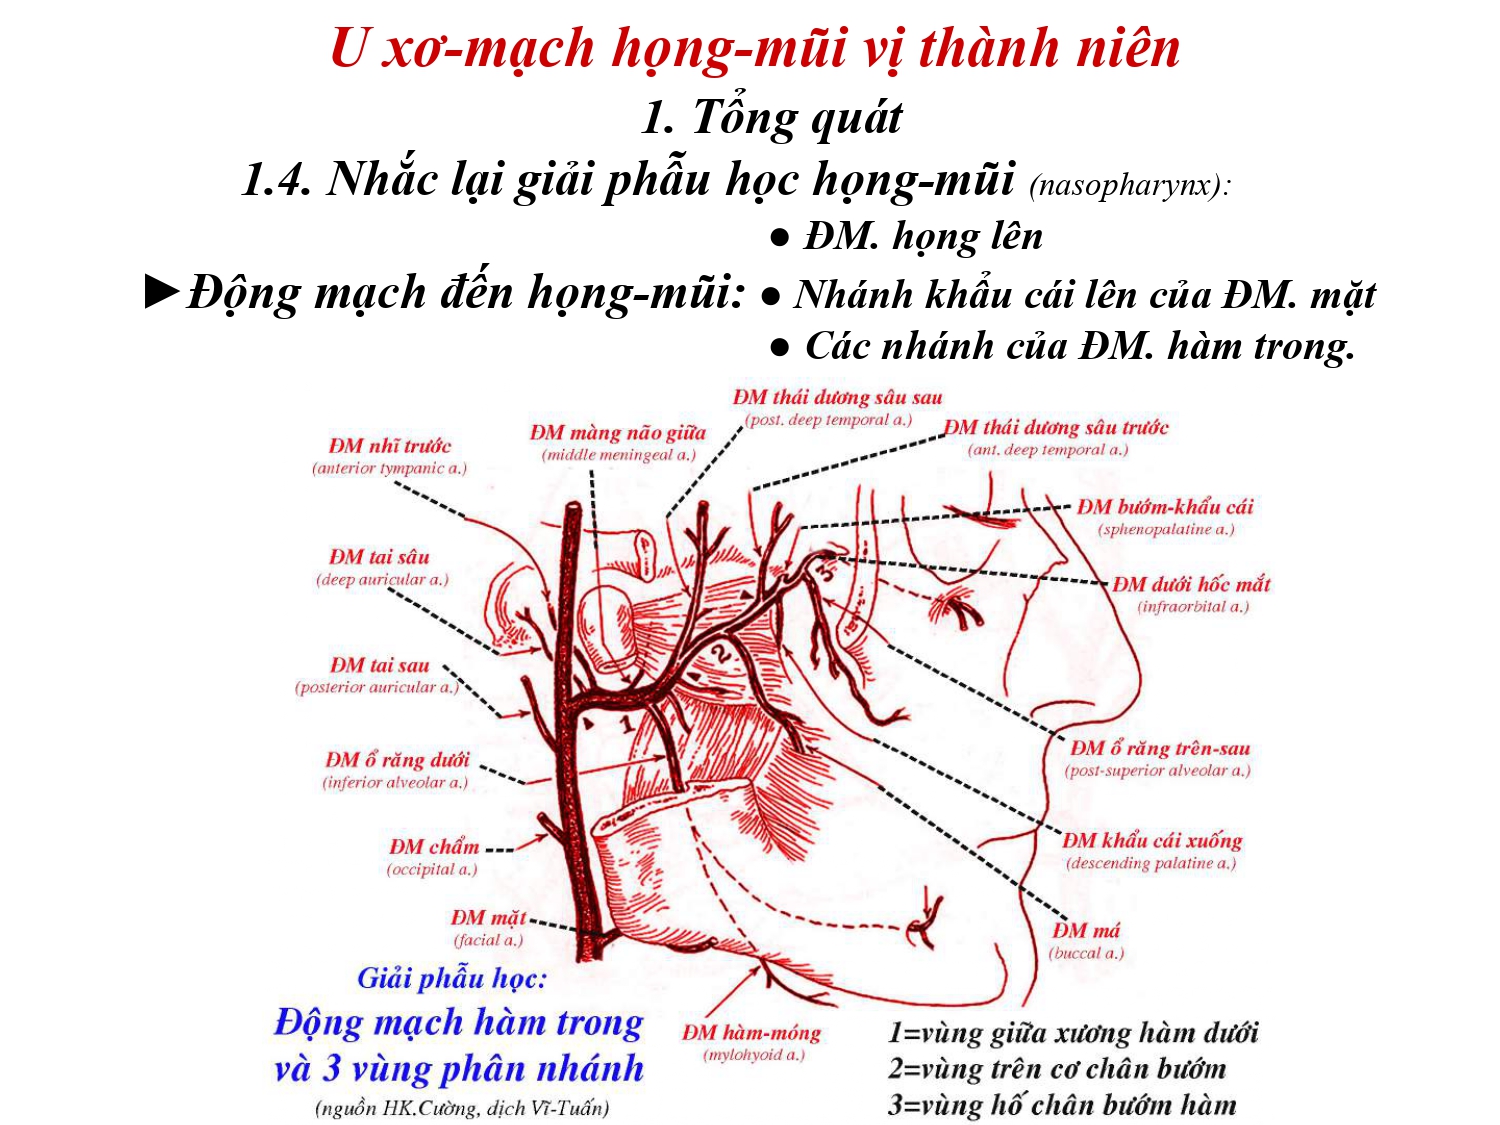 U xơ-mạch họng-mũi vị thành niên
1. Tổng quát
1.4. Nhắc lại giải phẫu học họng-mũi (nasopharynx):
● ĐM. họng lên
►Động mạch đến họng-mũi: ● Nhánh khẩu cái lên của ĐM. mặt
● Các nhánh của ĐM. hàm trong.
ĐM thái dương sâu sau
(post. deep temporal a.)
ĐM màng não giữa
(middle meningeal a.)
ĐM thái dương sâu trước
(ant. deep temporal a.)
ĐM nhĩ trước
(anterior tympanic a.)
ĐM bướm-khẩu cái
(sphenopalatine a.)
ĐM tai sâu
(deep auricular a.)
ĐM dưới hốc mắt
(infraorbital a.)
3
2
ĐM tai sau
(posterior auricular a.)
1
ĐM ổ răng dưới
(inferior alveolar a.)
ĐM ổ răng trên-sau
(post-superior alveolar a.)
ĐM chẩm
(occipital a.)
ĐM khẩu cái xuống
(descending palatine a.)
ĐM mặt
(facial a.)
ĐM má
(buccal a.)
Giải phẫu học:
Động mạch hàm trong
và 3 vùng phân nhánh
(nguồn HK.Cường, dịch Vĩ-Tuấn)
ĐM hàm-móng
(mylohyoid a.)
1=vùng giữa xương hàm dưới
2=vùng trên cơ chân bướm
3=vùng hố chân bướm hàm